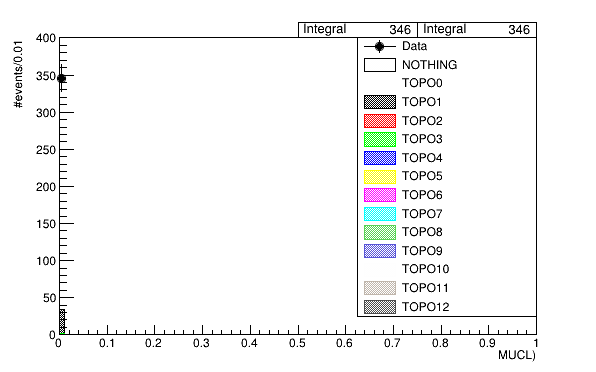 Integral 346 Integral 346
#events/0.01
400
350
300
250
200
150
100
50
0
Data
NOTHING
TOPO0
TOPO1
TOPO2
TOPO3
TOPO4
TOPO5
TOPO6
TOPO7
TOPO8
TOPO9
TOPO10
TOPO11
TOPO12
0 0.1 0.2 0.3 0.4 0.5 0.6 0.7 0.8 0.9 1
MUCL)